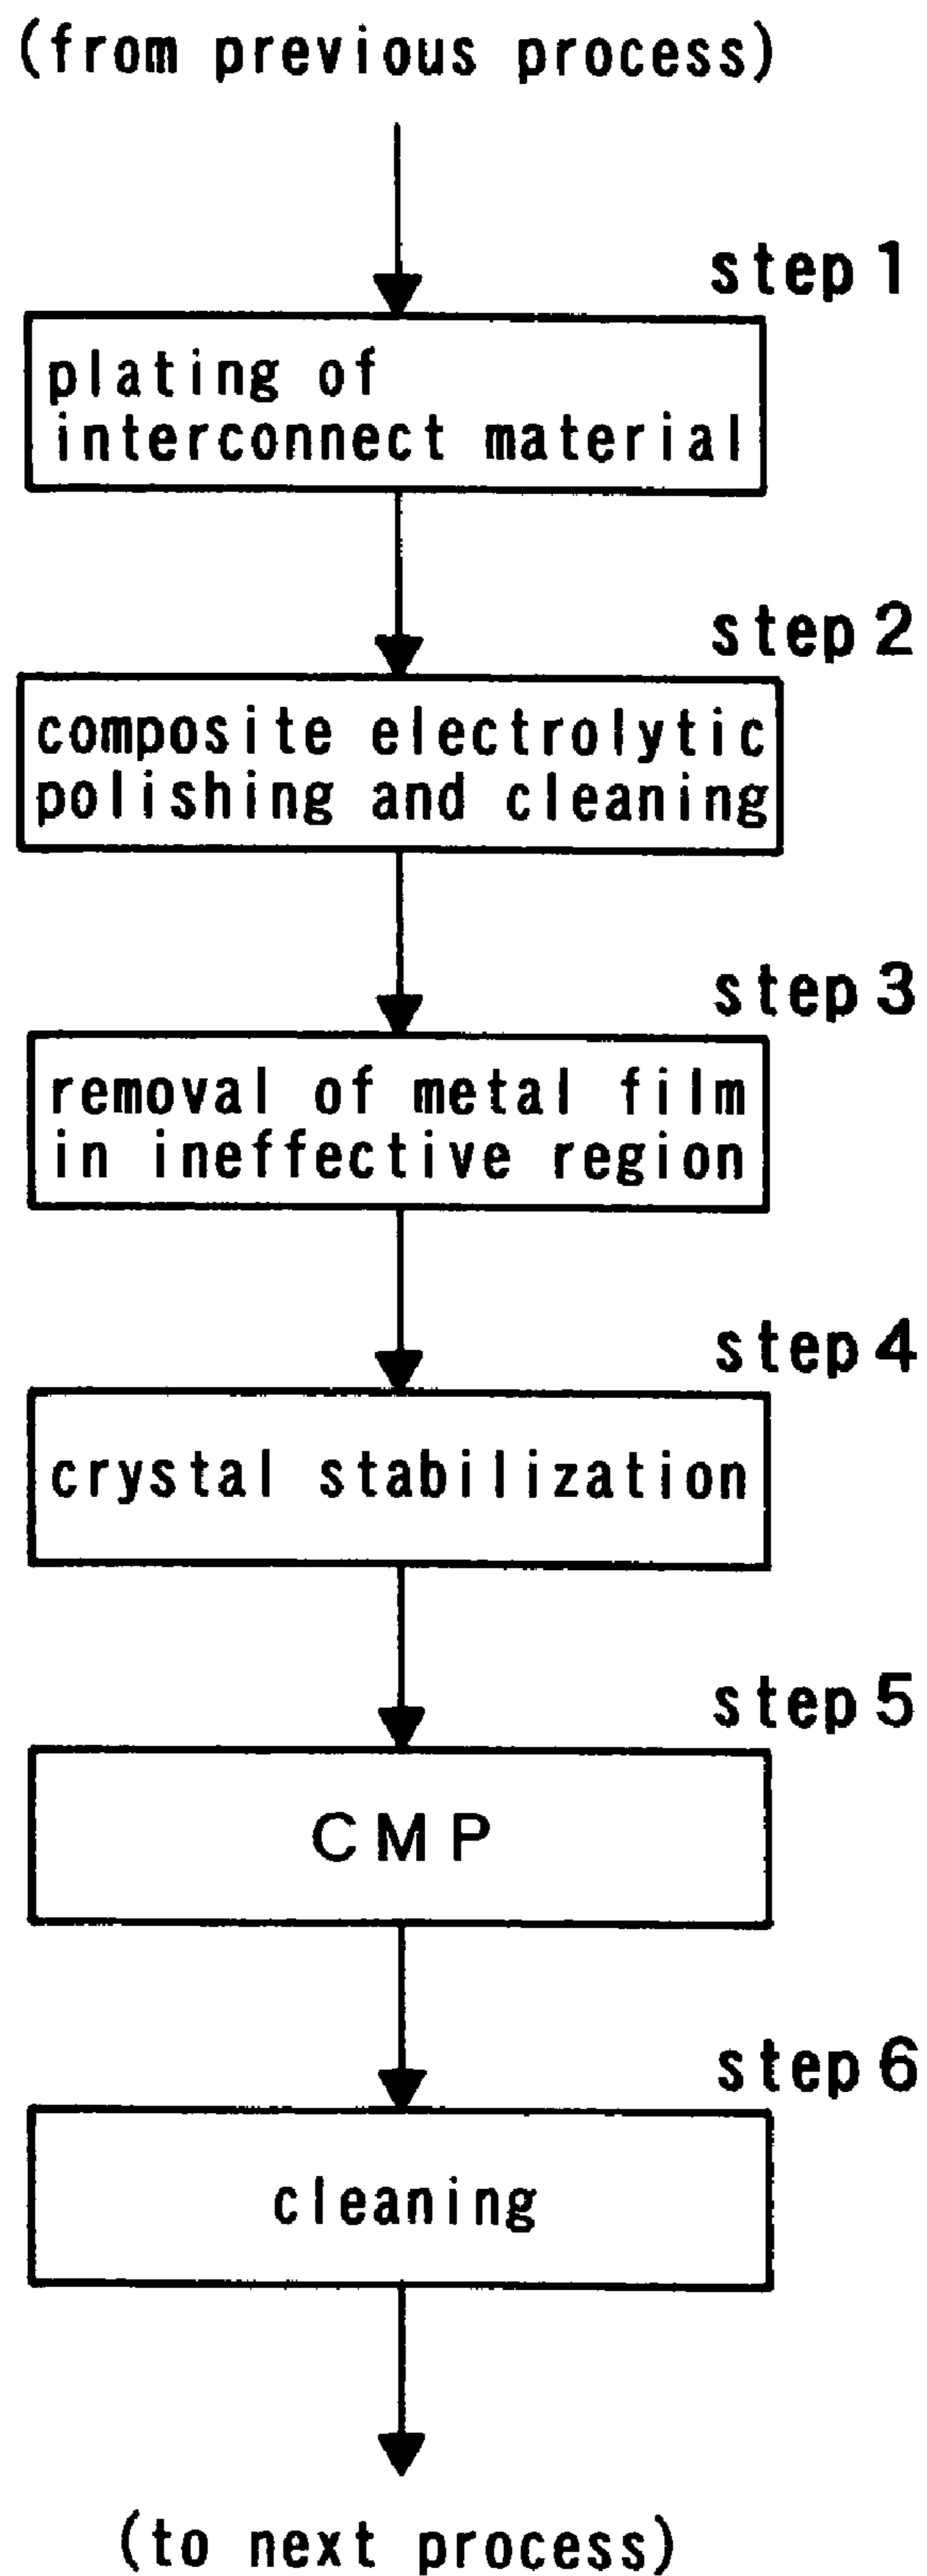 (from previous process)
step 1
plating of
interconnect material
step 2
composite electrolytic
polishing and cleaning
step 3
removal of metal film
in ineffective region
step 4
crystal stabilization
step 5
CMP
step 6
cleaning
(to next process)